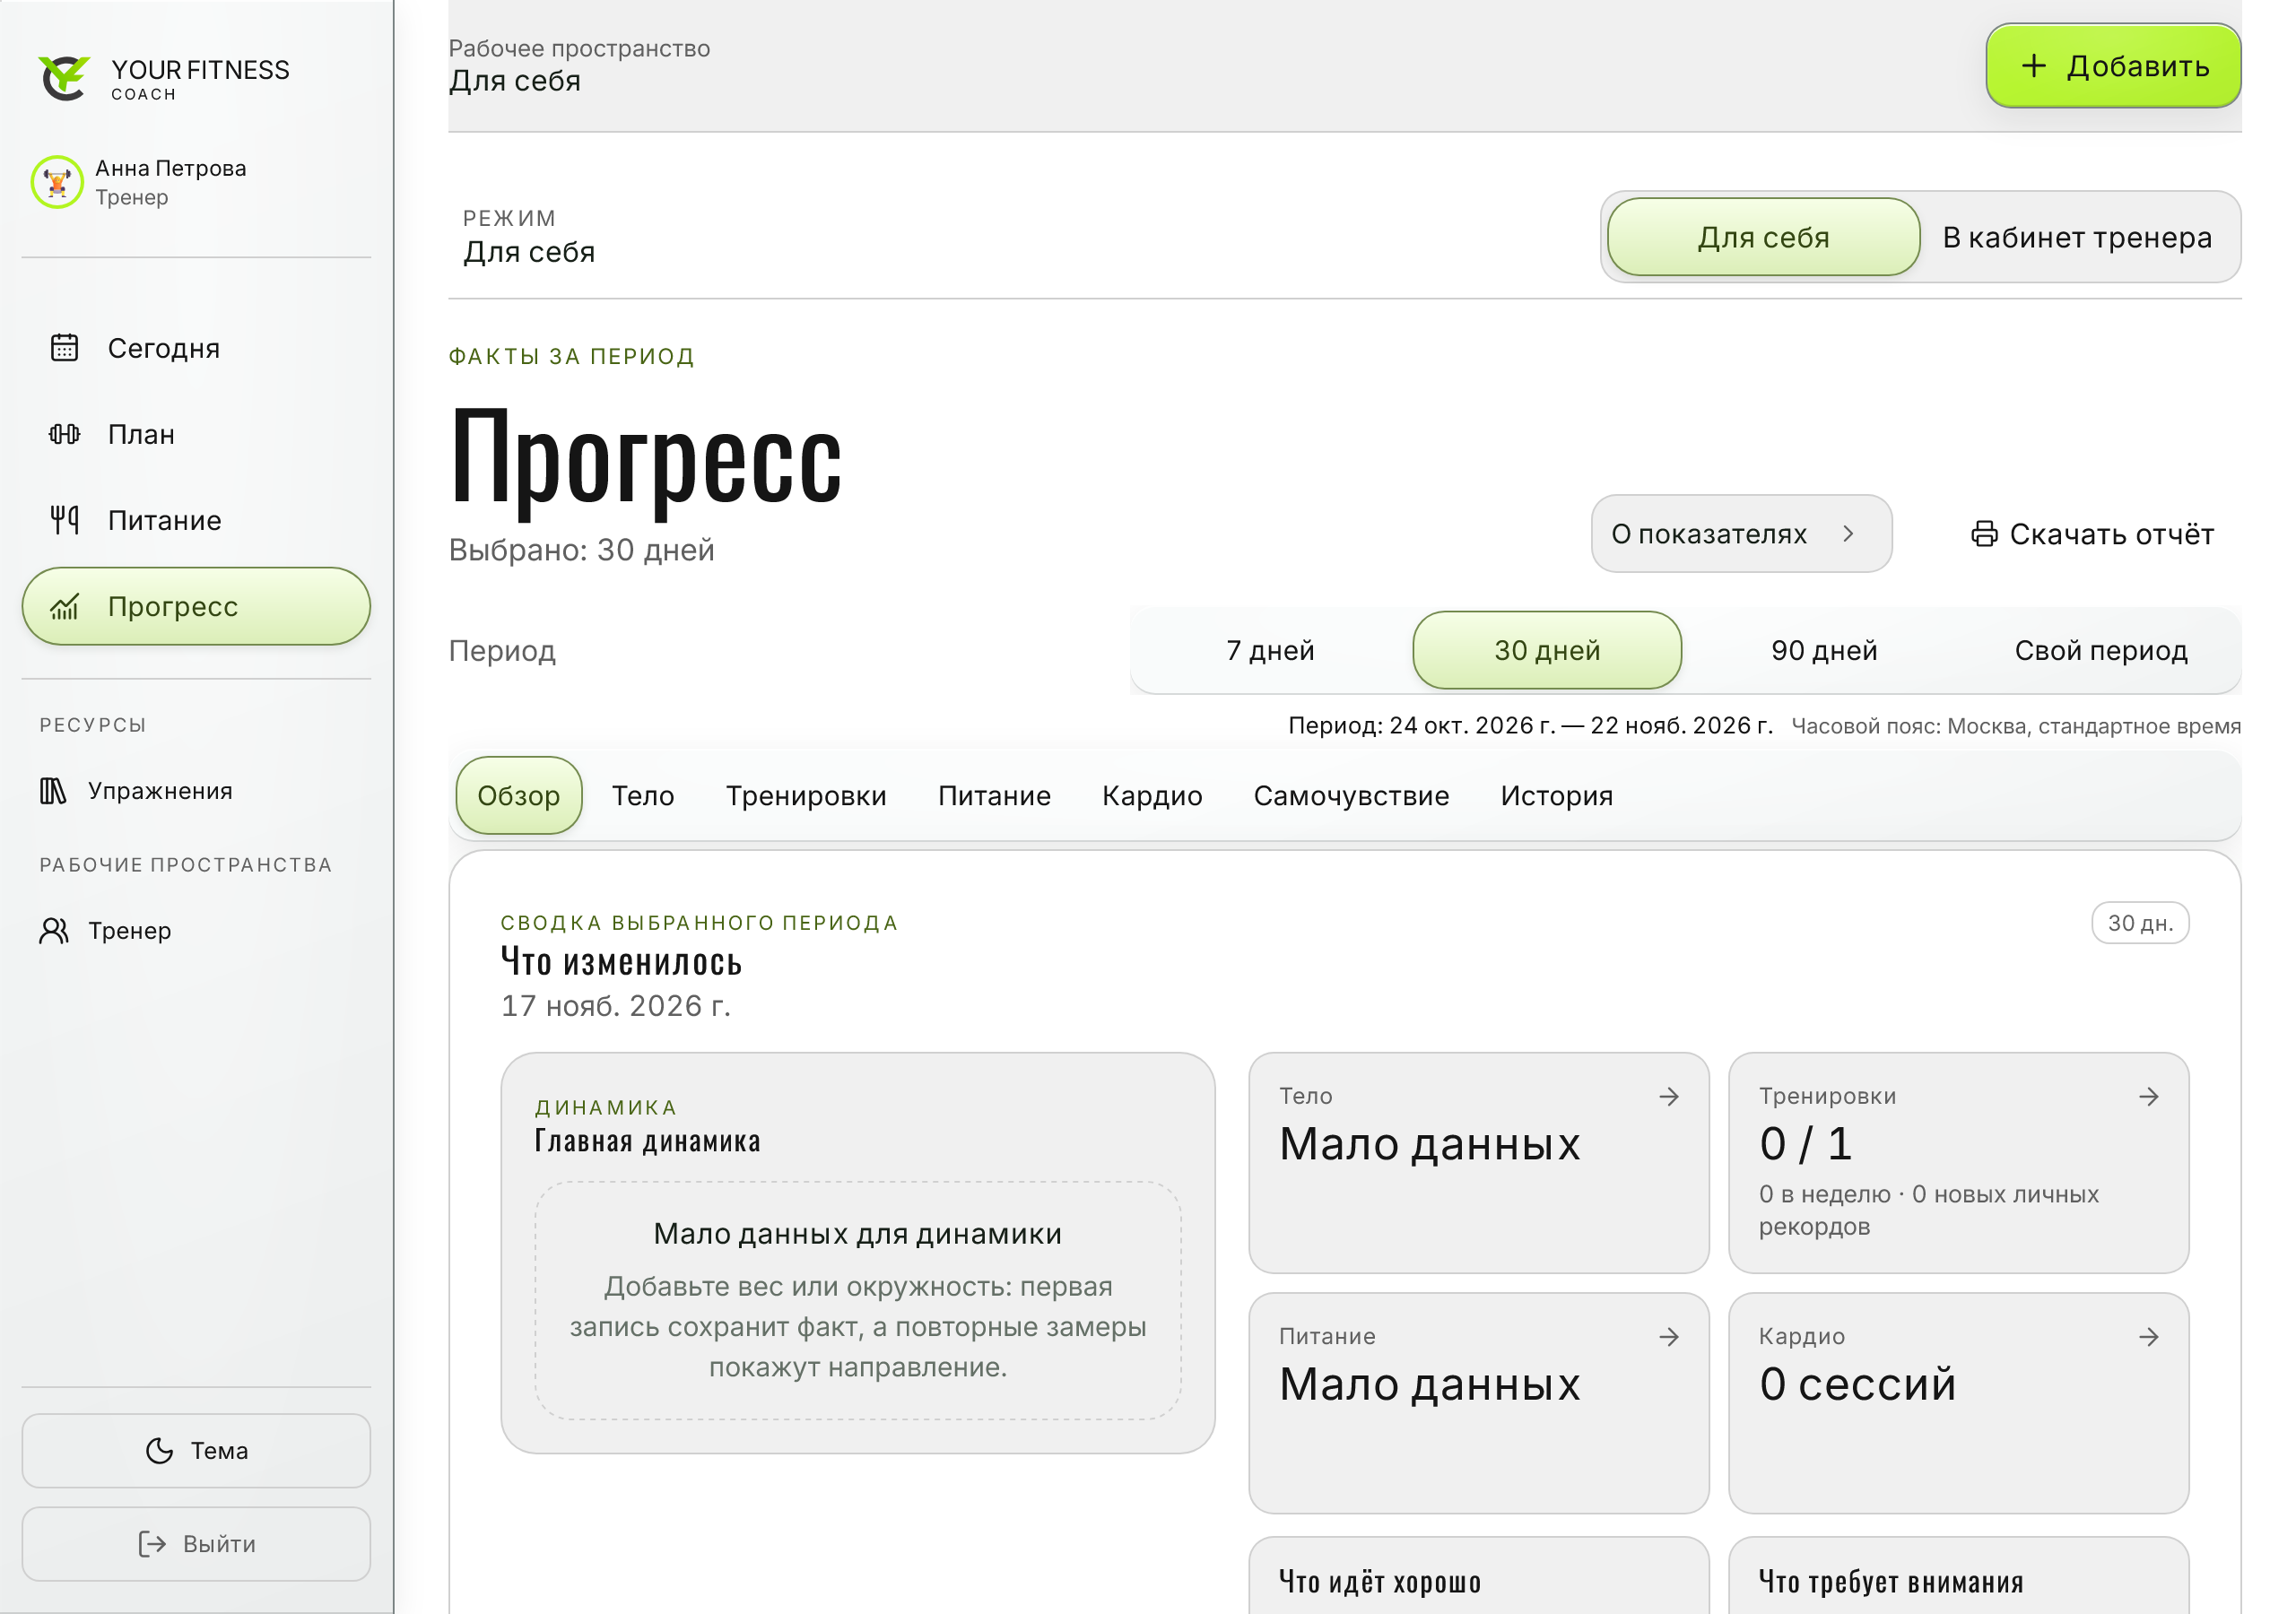 YOUR FITNESS
COACH
Анна Петрова
Тренер
Сегодня
План
Питание
Прогресс
РЕСУРСЫ
Упражнения
РАБОЧИЕ ПРОСТРАНСТВА
Тренер
Тема
Выйти
Рабочее пространство
Для себя
Добавить
РЕЖИМ
Для себя
Для себя
В кабинет тренера
ФАКТЫ ЗА ПЕРИОД
Прогресс
Выбрано: 30 дней
О показателях
Скачать отчёт
Период
7 дней
30 дней
90 дней
Свой период
Период: 24 окт. 2026 г. — 22 нояб. 2026 г.
Часовой пояс: Москва, стандартное время
Обзор
Тело
Тренировки
Питание
Кардио
Самочувствие
История
СВОДКА ВЫБРАННОГО ПЕРИОДА
Что изменилось
17 нояб. 2026 г.
30 дн.
ДИНАМИКА
Главная динамика
Мало данных для динамики
Добавьте вес или окружность: первая
запись сохранит факт, а повторные замеры
покажут направление.
Тело
Мало данных
Тренировки
0 / 1
0 в неделю · 0 новых личных
рекордов
Питание
Мало данных
Кардио
0 сессий
Что идёт хорошо
Что требует внимания